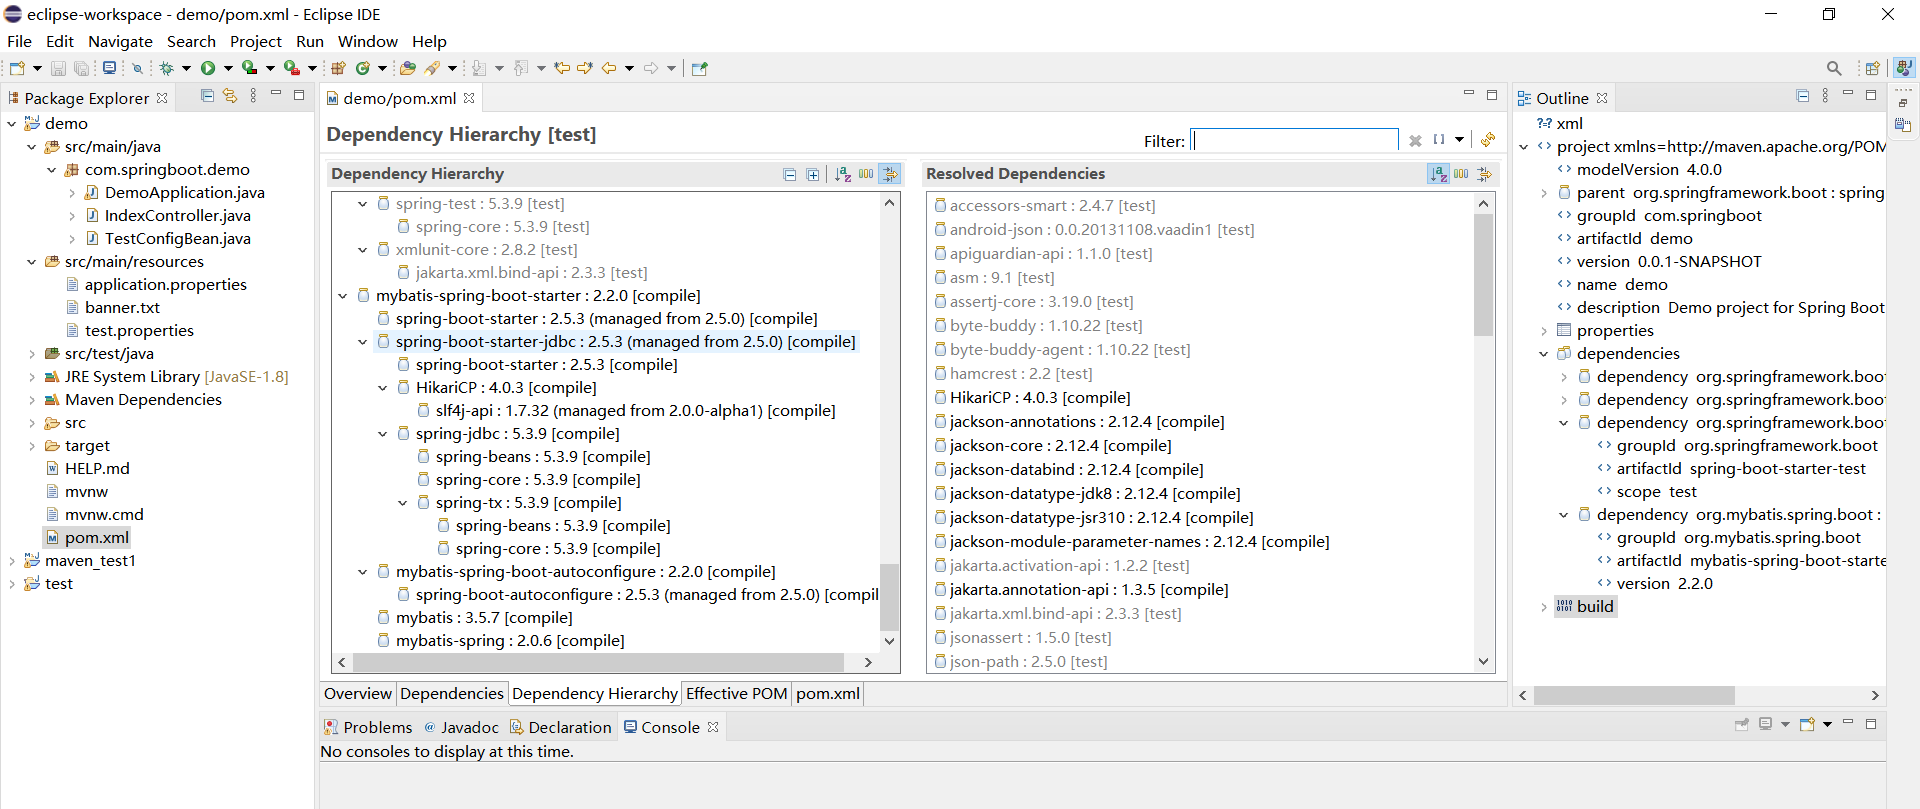 eclipse-workspace - demo/pom.xml - Eclipse IDE
File Edit Navigate Search Project Run Window Help
Package Explorer
demo
src/main/java
com.springboot.demo
DemoApplication.java
IndexController.java
TestConfigBean.java
src/main/resources
application.properties
banner.txt
test.properties
src/test/java
JRE System Library [JavaSE-1.8]
Maven Dependencies
src
target
HELP.md
mvnw
mvnw.cmd
pom.xml
maven_test1
test
demo/pom.xml
Dependency Hierarchy [test]
Filter:
Dependency Hierarchy
spring-test : 5.3.9 [test]
spring-core : 5.3.9 [test]
xmlunit-core : 2.8.2 [test]
jakarta.xml.bind-api : 2.3.3 [test]
mybatis-spring-boot-starter : 2.2.0 [compile]
spring-boot-starter : 2.5.3 (managed from 2.5.0) [compile]
spring-boot-starter-jdbc : 2.5.3 (managed from 2.5.0) [compile]
spring-boot-starter : 2.5.3 [compile]
HikariCP : 4.0.3 [compile]
slf4j-api : 1.7.32 (managed from 2.0.0-alpha1) [compile]
spring-jdbc : 5.3.9 [compile]
spring-beans : 5.3.9 [compile]
spring-core : 5.3.9 [compile]
spring-tx : 5.3.9 [compile]
spring-beans : 5.3.9 [compile]
spring-core : 5.3.9 [compile]
mybatis-spring-boot-autoconfigure : 2.2.0 [compile]
spring-boot-autoconfigure : 2.5.3 (managed from 2.5.0) [compil
mybatis : 3.5.7 [compile]
mybatis-spring : 2.0.6 [compile]
Resolved Dependencies
accessors-smart : 2.4.7 [test]
android-json : 0.0.20131108.vaadin1 [test]
apiguardian-api : 1.1.0 [test]
asm : 9.1 [test]
assertj-core : 3.19.0 [test]
byte-buddy : 1.10.22 [test]
byte-buddy-agent : 1.10.22 [test]
hamcrest : 2.2 [test]
HikariCP : 4.0.3 [compile]
jackson-annotations : 2.12.4 [compile]
jackson-core : 2.12.4 [compile]
jackson-databind : 2.12.4 [compile]
jackson-datatype-jdk8 : 2.12.4 [compile]
jackson-datatype-jsr310 : 2.12.4 [compile]
jackson-module-parameter-names : 2.12.4 [compile]
jakarta.activation-api : 1.2.2 [test]
jakarta.annotation-api : 1.3.5 [compile]
jakarta.xml.bind-api : 2.3.3 [test]
jsonassert : 1.5.0 [test]
json-path : 2.5.0 [test]
Overview Dependencies Dependency Hierarchy Effective POM pom.xml
Problems Javadoc Declaration Console
No consoles to display at this time.
Outline
xml
project xmlns=http://maven.apache.org/POM
modelVersion 4.0.0
parent org.springframework.boot : spring
groupId com.springboot
artifactId demo
version 0.0.1-SNAPSHOT
name demo
description Demo project for Spring Boot
properties
dependencies
dependency org.springframework.boo
dependency org.springframework.boo
dependency org.springframework.boo
groupId org.springframework.boot
artifactId spring-boot-starter-test
scope test
dependency org.mybatis.spring.boot :
groupId org.mybatis.spring.boot
artifactId mybatis-spring-boot-starte
version 2.2.0
build